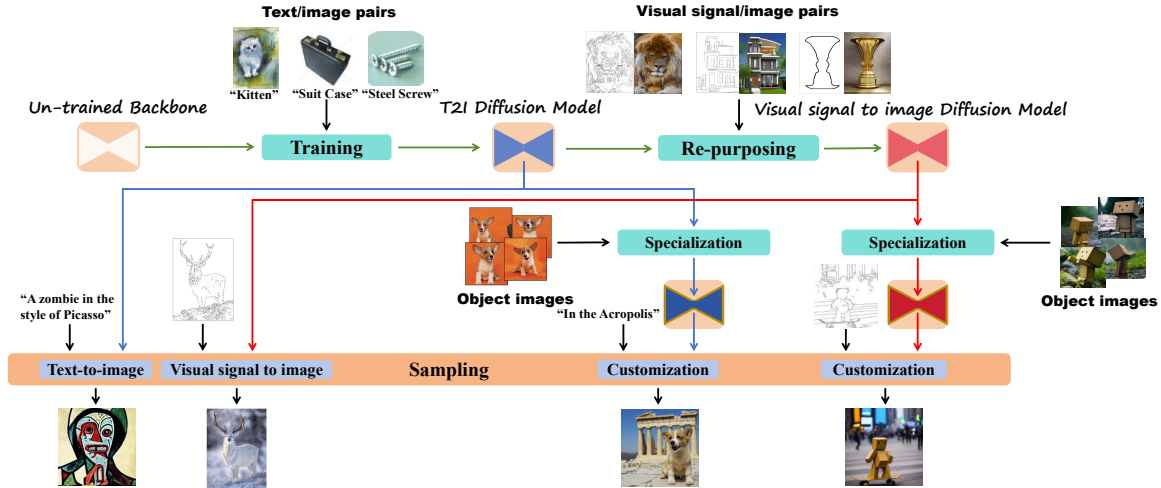 Text/image pairs
Visual signal/image pairs
“Kitten”
“Suit Case”
“Steel Screw”
Un-trained Backbone
T2I Diffusion Model
Visual signal to image Diffusion Model
Training
Re-purposing
Specialization
Specialization
Object images
Object images
“A zombie in the
style of Picasso”
“In the Acropolis”
Text-to-image
Visual signal to image
Sampling
Customization
Customization